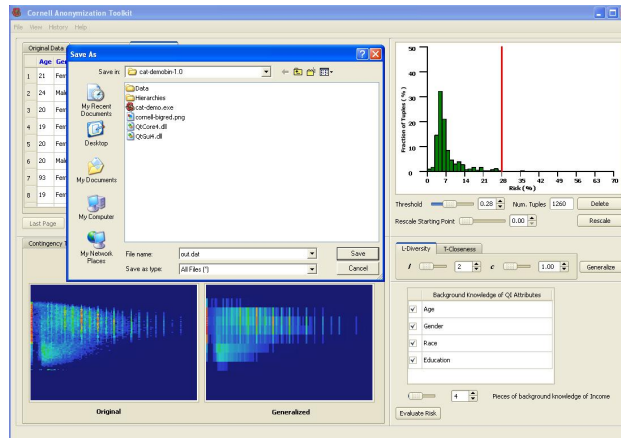 Cornell Anonymization Toolkit
File View History Help
Original Data
Age Gen
1 21 Fem
2 24 Male
3 20 Fem
4 19 Fem
5 20 Fem
6 20 Male
7 93 Fem
8 19 Fem
Last Page
Contingency T
Save As
Save in: cat-demobin-1.0
My Recent Documents
Desktop
My Documents
My Computer
My Network Places
Data
Hierarchies
cat-demo.exe
cornell-bigred.png
QtCore4.dll
QtGui4.dll
File name: out.dat Save
Save as type: All Files (*) Cancel
Original Generalized
Fraction of Tuples ( % )
50
40
30
20
10
0
0 7 14 21 28 35 42 49 56 63 70
Risk ( % )
Threshold 0.28 Num. Tuples 1260 Delete
Rescale Starting Point 0.00 Rescale
L-Diversity T-Closeness
l 2 c 1.00 Generalize
Background Knowledge of QI Attributes
Age
Gender
Race
Education
4 Pieces of background knowledge of Income
Evaluate Risk